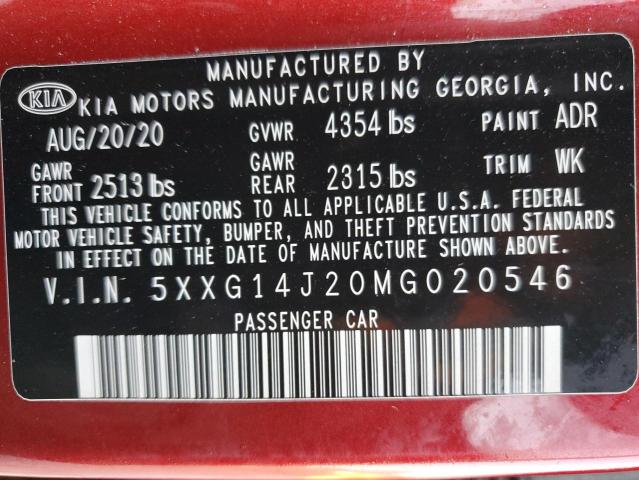 MANUFACTURED BY
KIA KIA MOTORS MANUFACTURING GEORGIA, INC.
AUG/20/20 GVWR 4354 lbs PAINT ADR
GAWR FRONT 2513 lbs GAWR REAR 2315 lbs TRIM WK
THIS VEHICLE CONFORMS TO ALL APPLICABLE U.S.A. FEDERAL
MOTOR VEHICLE SAFETY, BUMPER, AND THEFT PREVENTION STANDARDS
IN EFFECT ON THE DATE OF MANUFACTURE SHOWN ABOVE.
V.I.N. 5XXG14J20MG020546
PASSENGER CAR